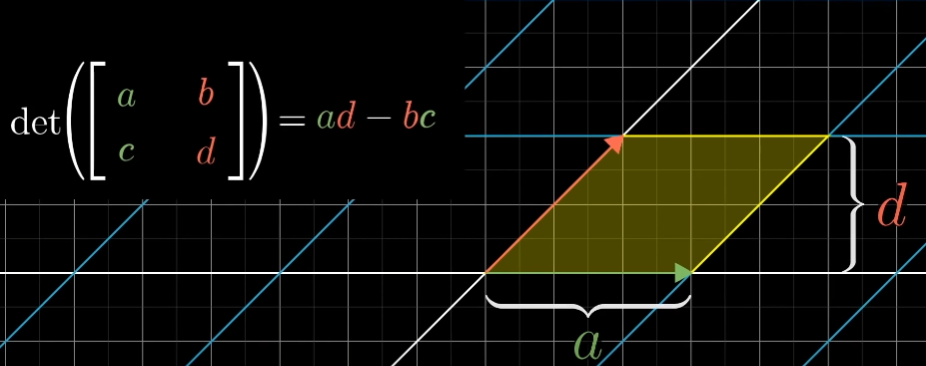 det([a b
c d]) = ad − bc
d
a